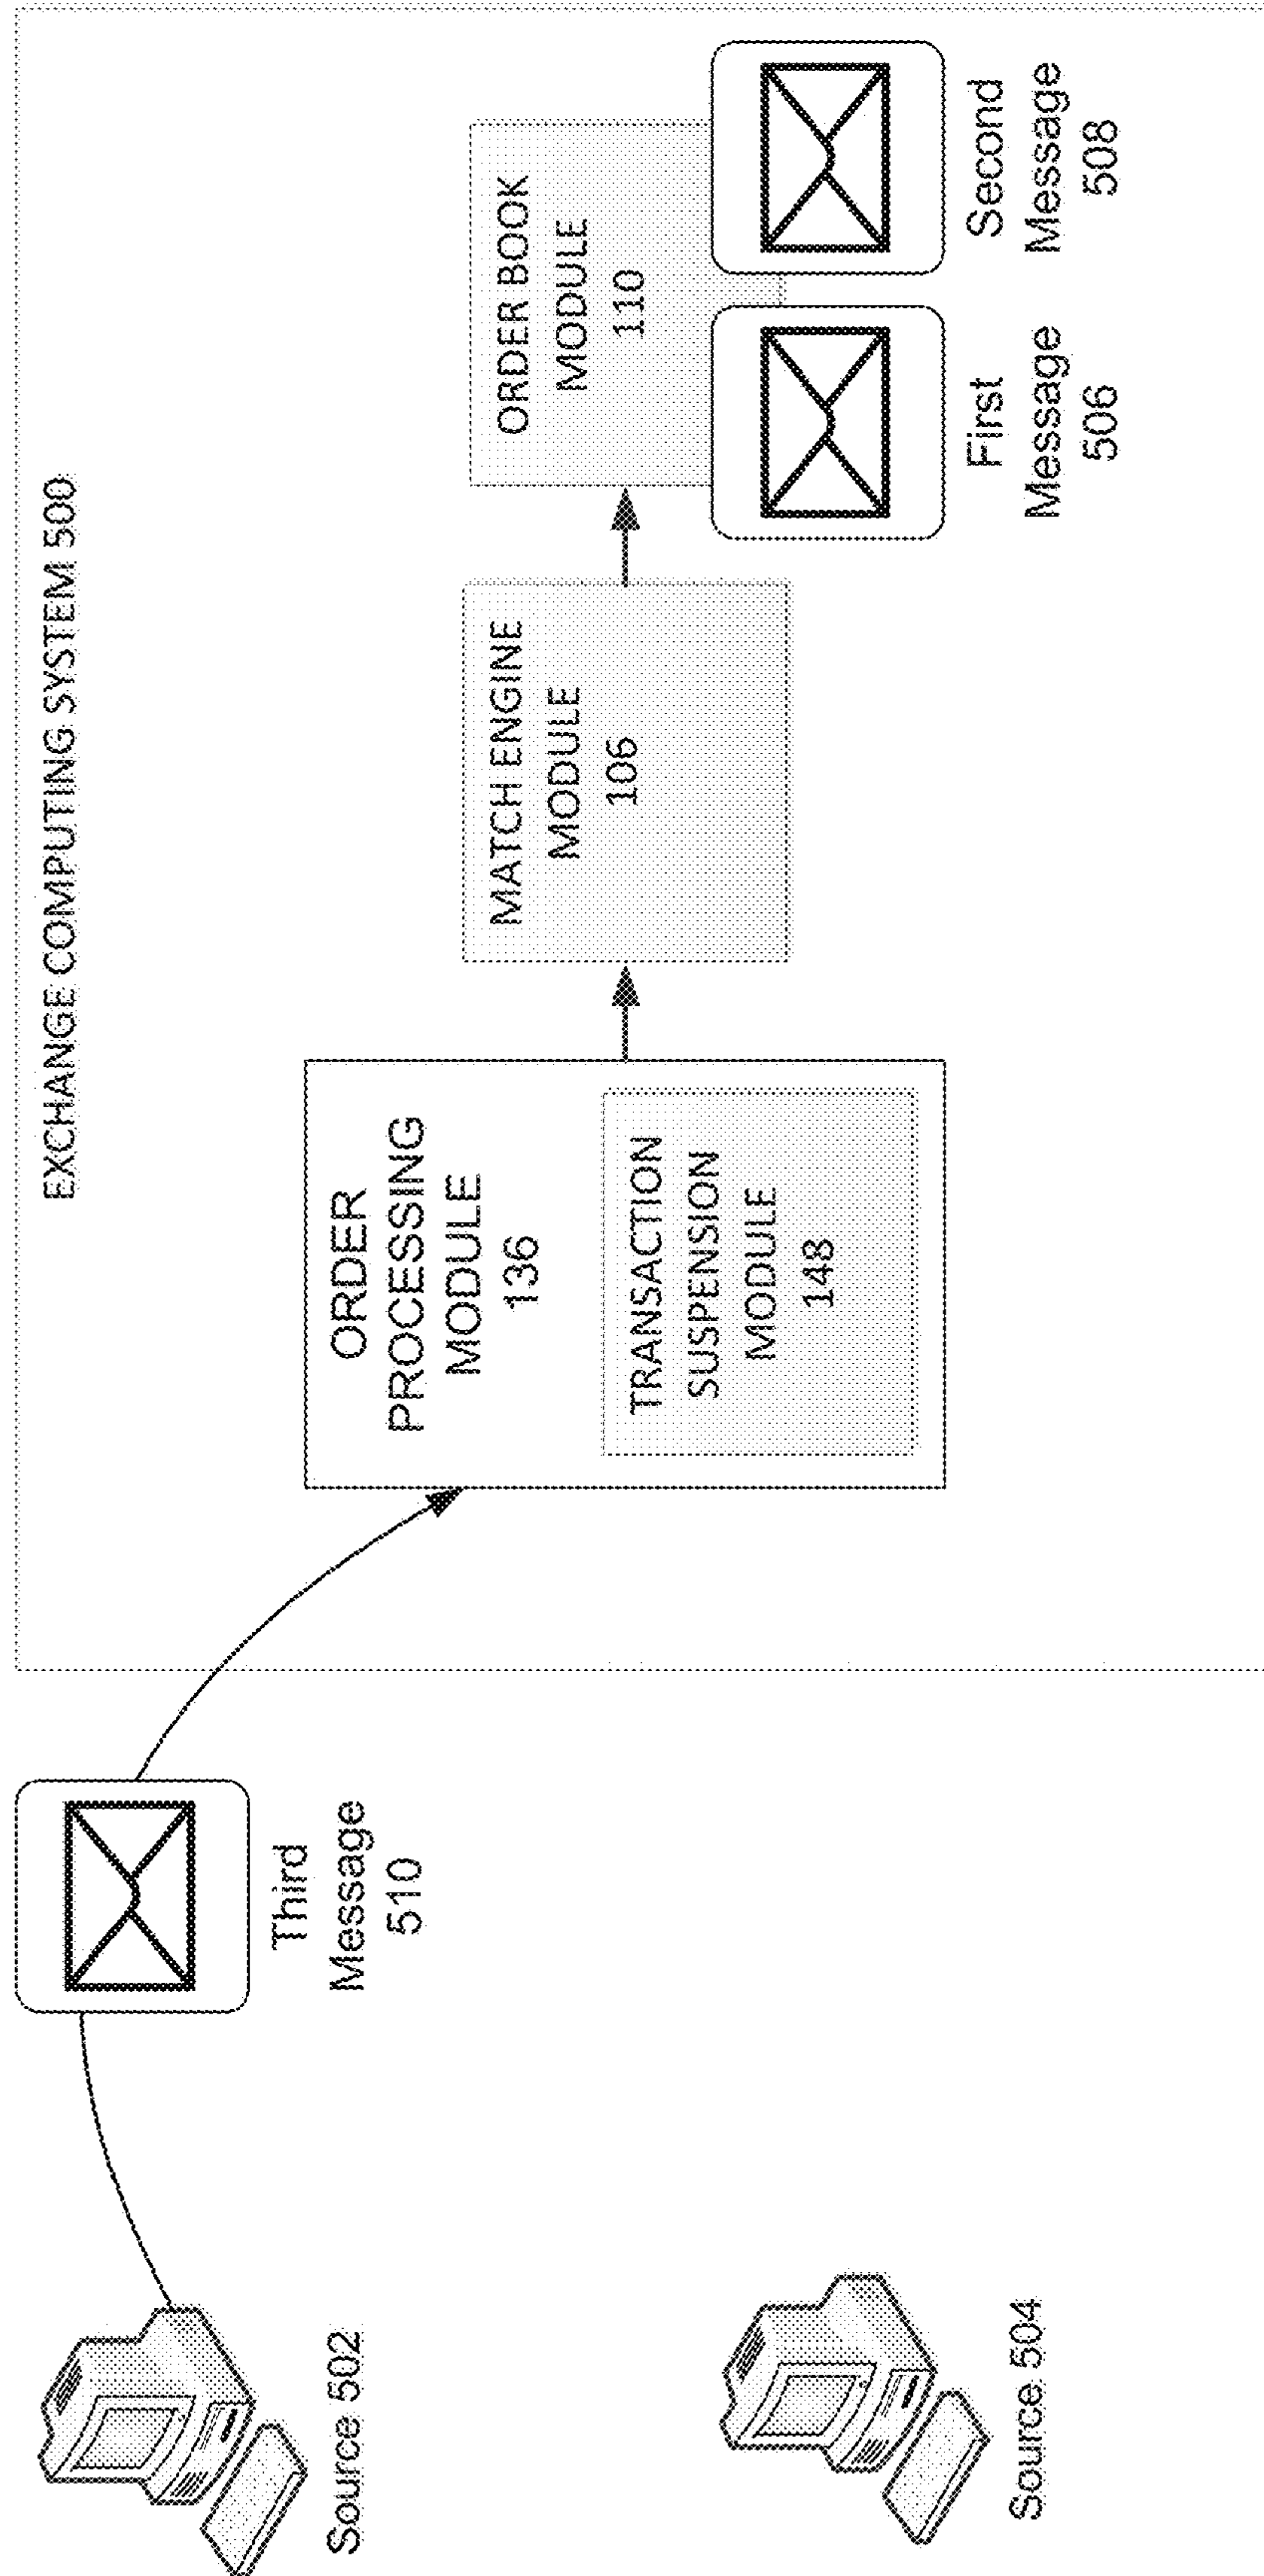 EXCHANGE COMPUTING SYSTEM 500
Third
Message
510
Source 502
Source 504
ORDER
PROCESSING
MODULE
136
TRANSACTION
SUSPENSION
MODULE
148
MATCH ENGINE
MODULE
106
ORDER BOOK
MODULE
110
First
Message
506
Second
Message
508